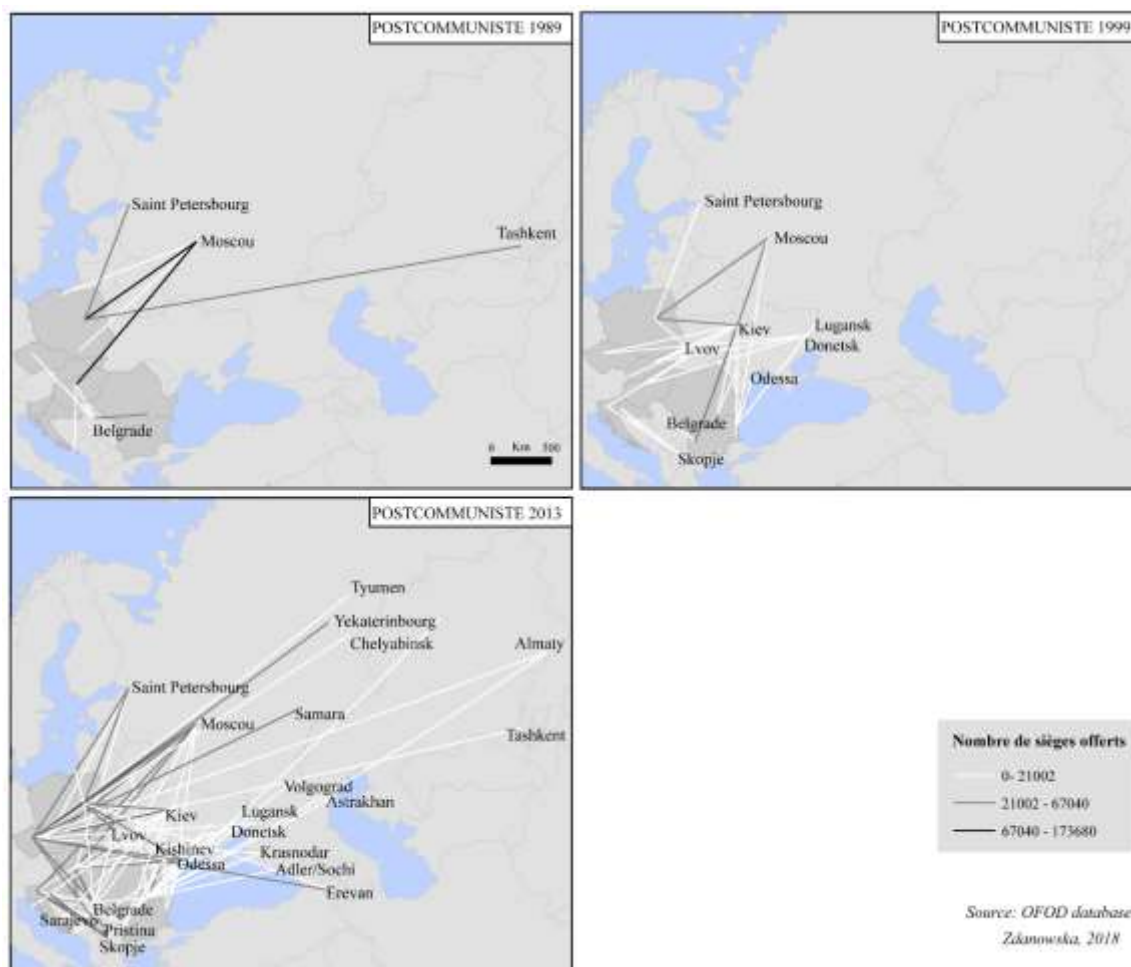 POSTCOMMUNISTE 1989
Saint Petersbourg
Moscou
Tashkent
Belgrade
0 Km 500
POSTCOMMUNISTE 1999
Saint Petersbourg
Moscou
Kiev
Lugansk
Lvov
Donetsk
Odessa
Belgrade
Skopje
POSTCOMMUNISTE 2013
Tyumen
Yekaterinbourg
Chelyabinsk
Almaty
Saint Petersbourg
Samara
Moscou
Tashkent
Volgograd
Astrakhan
Kiev
Lugansk
Lvov
Donetsk
Kishinev
Krasnodar
Odessa
Adler/Sochi
Erevan
Belgrade
Sarajevo
Pristina
Skopje
Nombre de sièges offerts
0- 21002
21002 - 67040
67040 - 173680
Source: OFOD database
Zdanowska, 2018